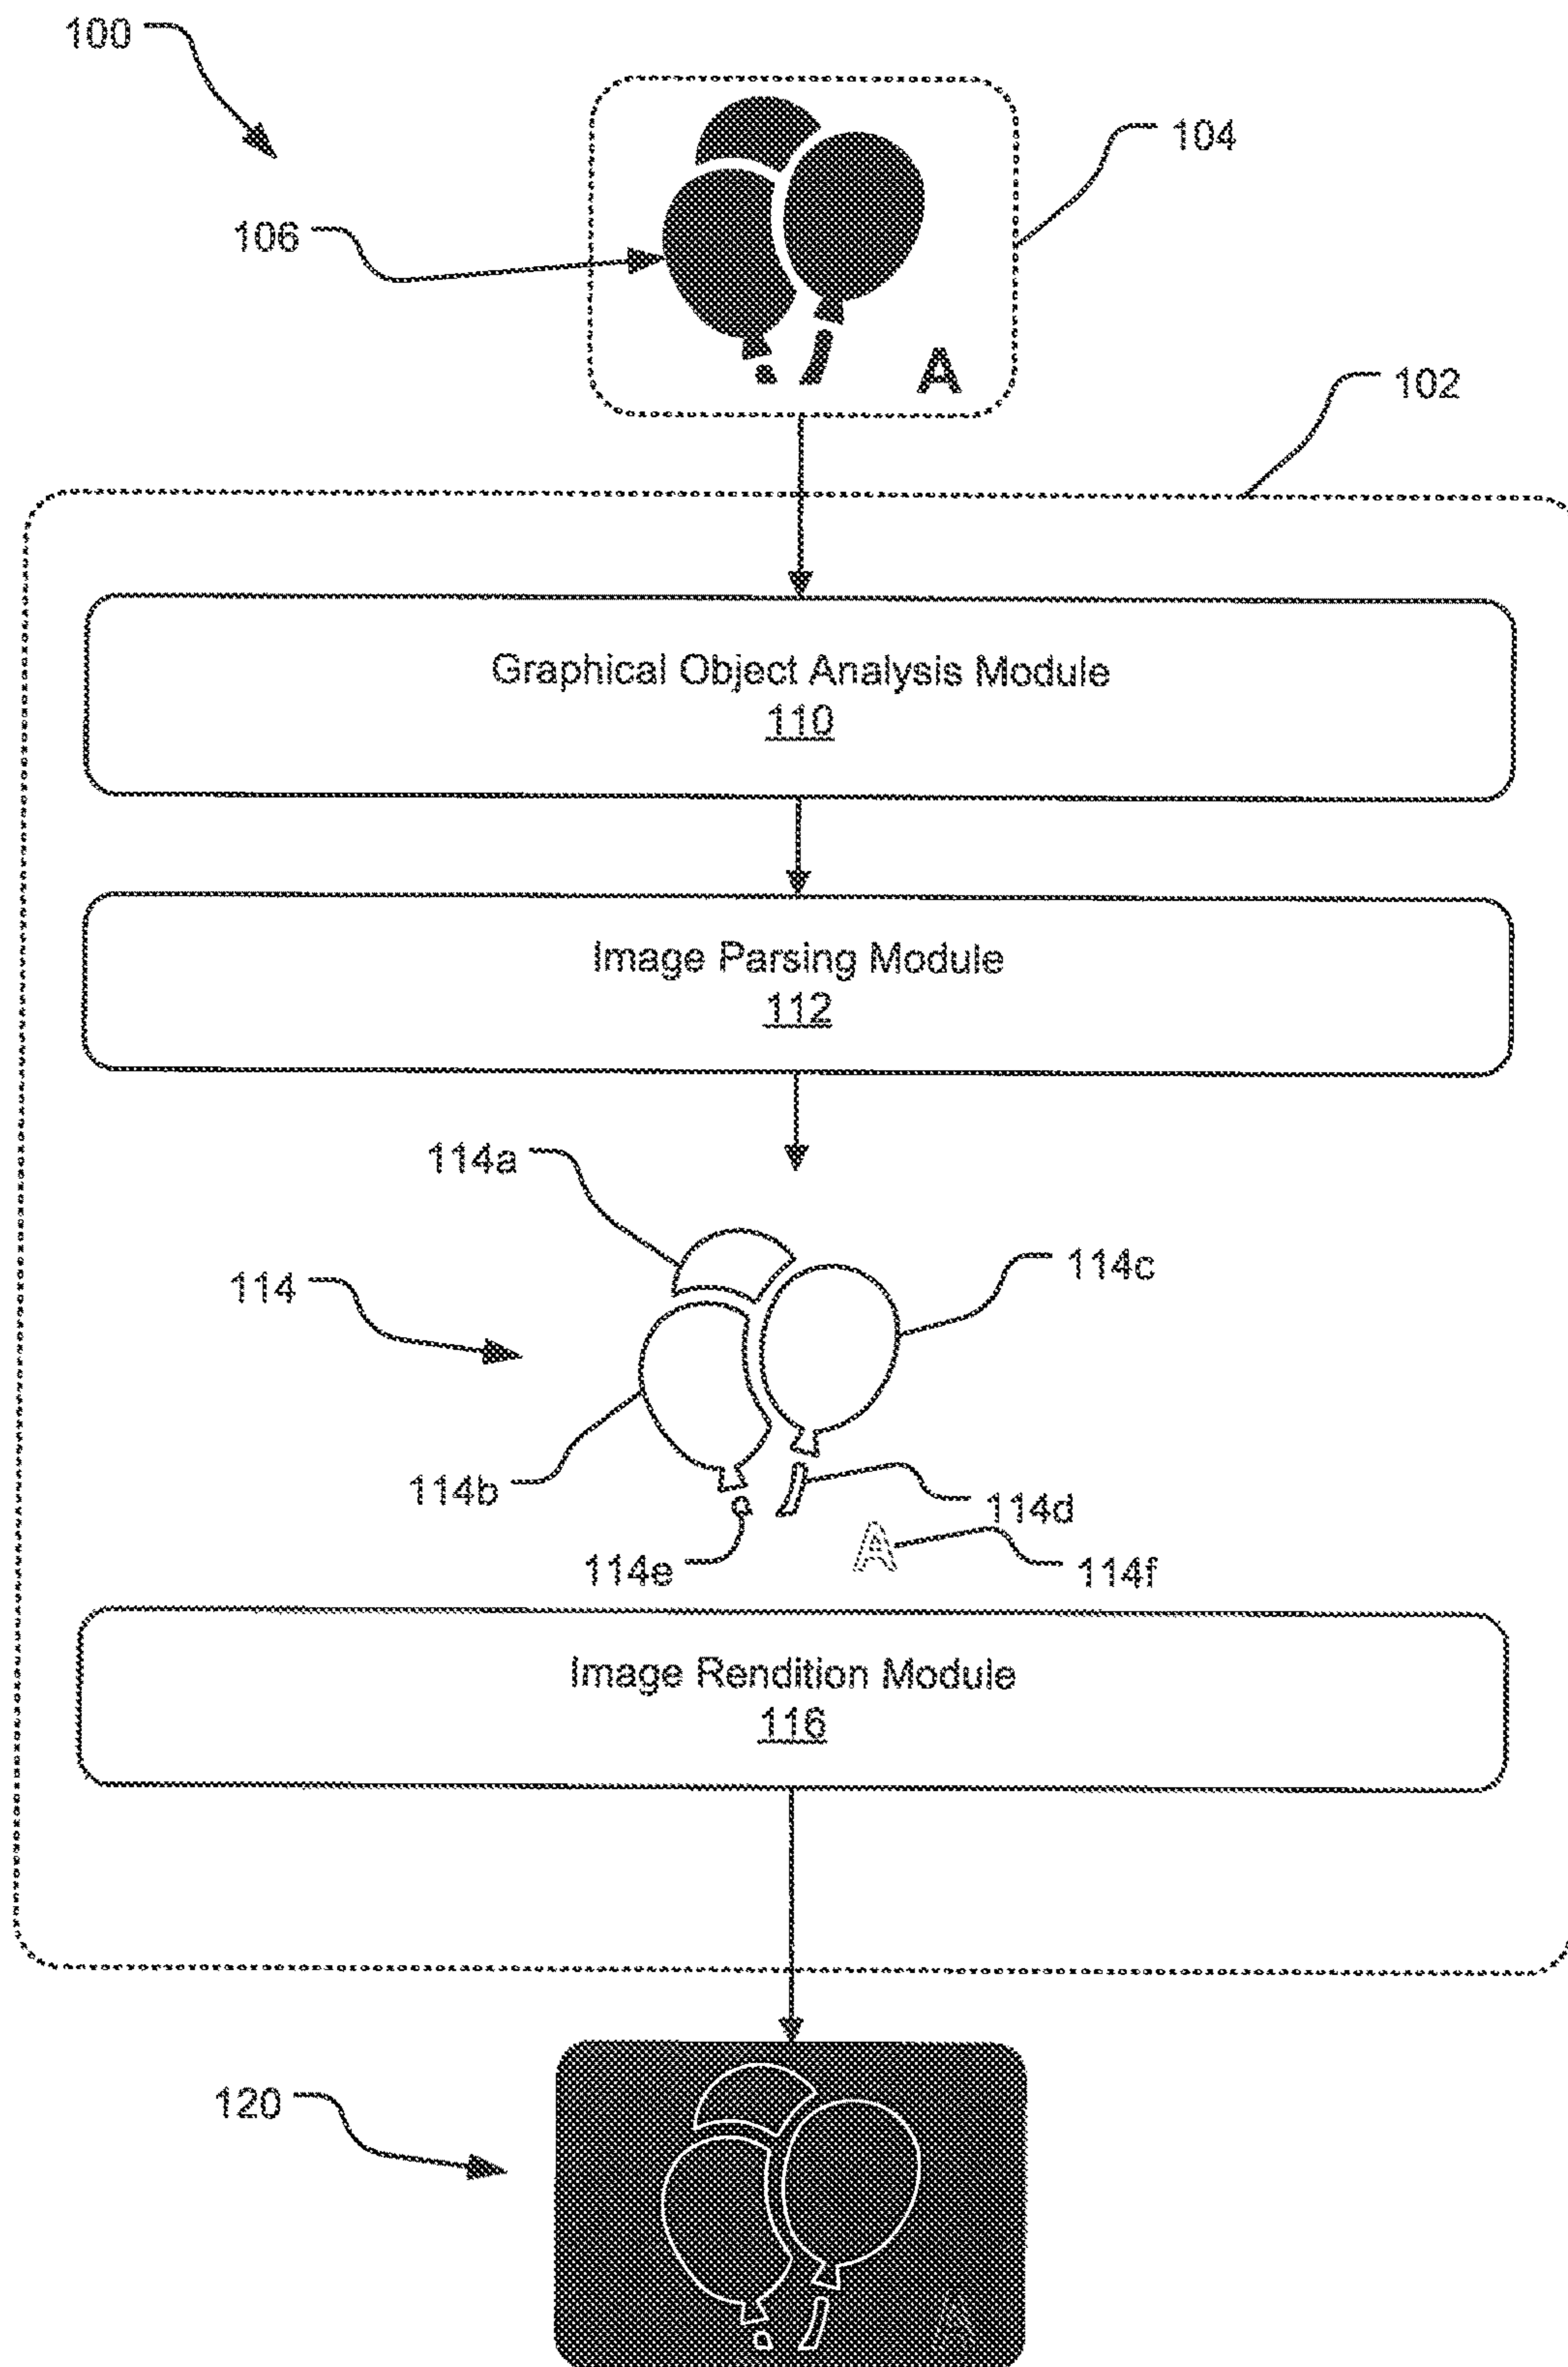 100
104
106
A
102
Graphical Object Analysis Module
110
Image Parsing Module
112
114a
114c
114
114b
114d
A
114e
114f
Image Rendition Module
116
120
A